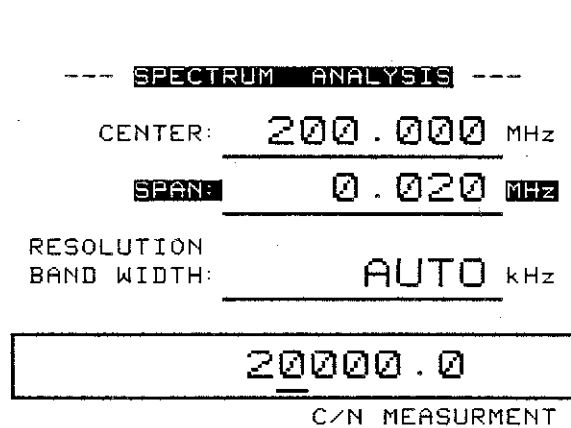 --- SPECTRUM ANALYSIS ---
CENTER: 200.000 MHz
SPAN: 0.020 MHz
RESOLUTION
BAND WIDTH: AUTO kHz
20000.0
C/N MEASURMENT